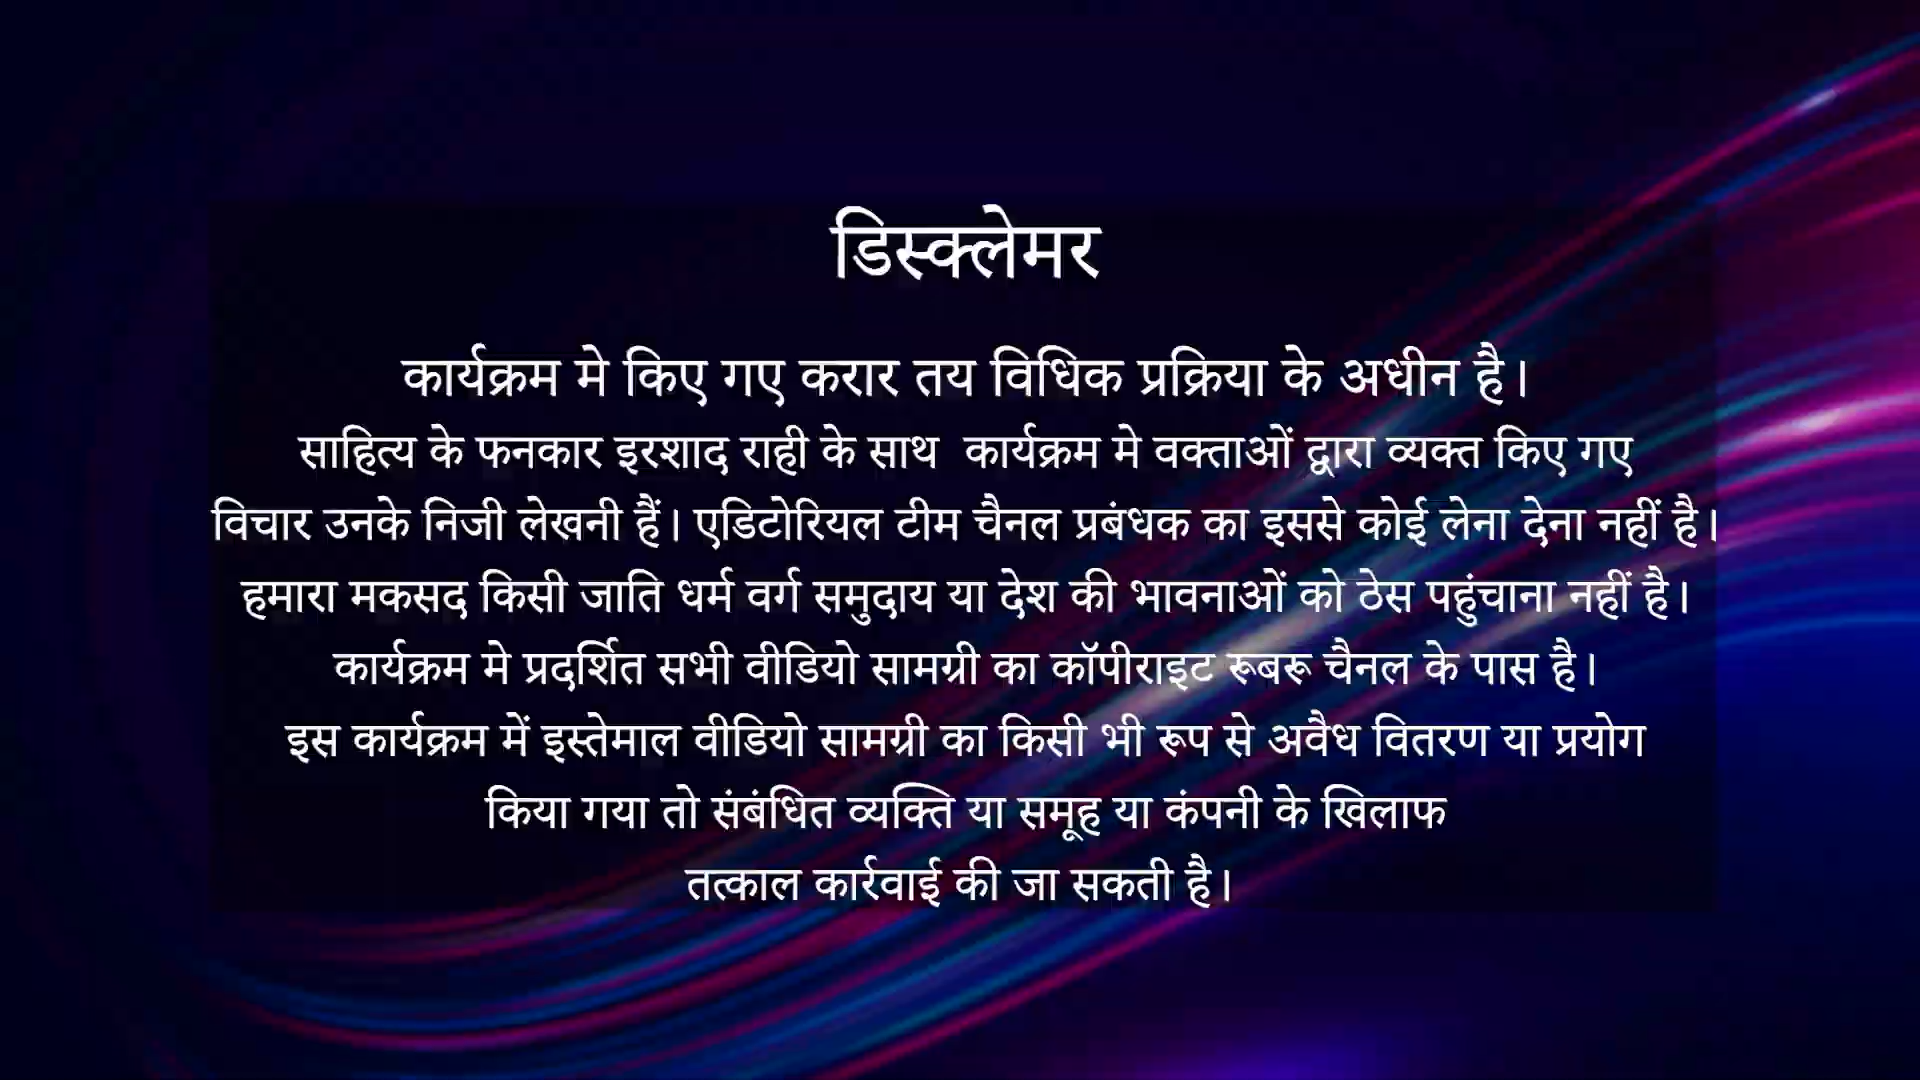 डिस्क्लेमर
कार्यक्रम मे किए गए करार तय विधिक प्रक्रिया के अधीन है।
साहित्य के फनकार इरशाद राही के साथ कार्यक्रम मे वक्ताओं द्वारा व्यक्त किए गए
विचार उनके निजी लेखनी हैं। एडिटोरियल टीम चैनल प्रबंधक का इससे कोई लेना देना नहीं है।
हमारा मकसद किसी जाति धर्म वर्ग समुदाय या देश की भावनाओं को ठेस पहुंचाना नहीं है।
कार्यक्रम मे प्रदर्शित सभी वीडियो सामग्री का कॉपीराइट रूबरू चैनल के पास है।
इस कार्यक्रम में इस्तेमाल वीडियो सामग्री का किसी भी रूप से अवैध वितरण या प्रयोग
किया गया तो संबंधित व्यक्ति या समूह या कंपनी के खिलाफ
तत्काल कार्रवाई की जा सकती है।